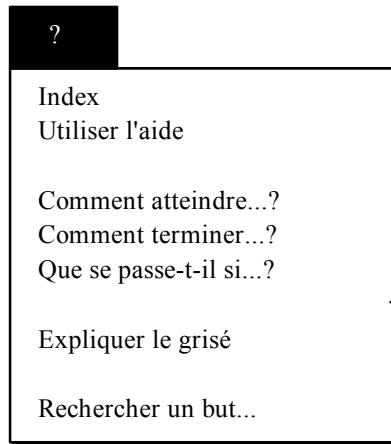 ?
Index
Utiliser l'aide
Comment atteindre...?
Comment terminer...?
Que se passe-t-il si...?
Expliquer le grisé
Rechercher un but...